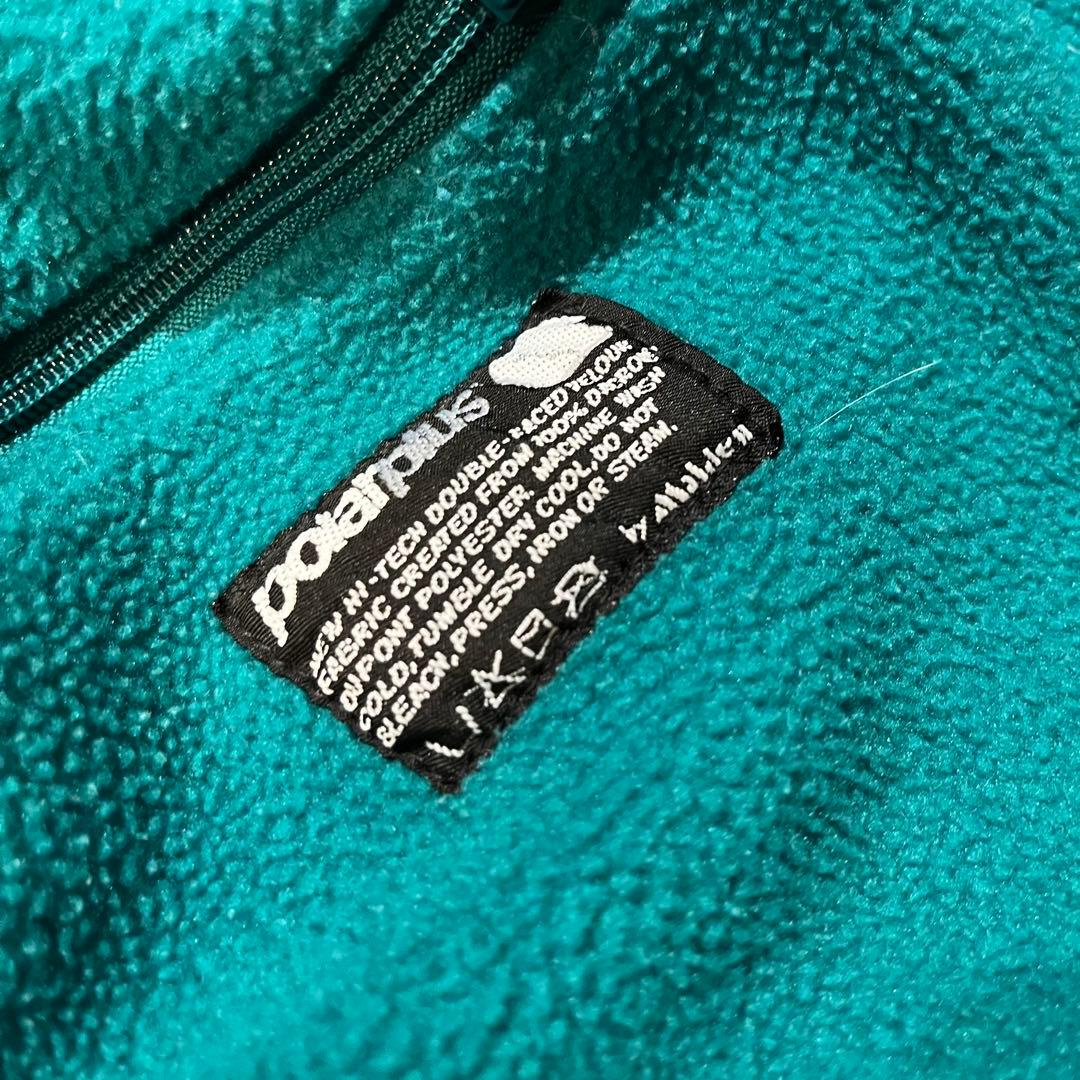 polarplus
NEW HI-TECH DOUBLE-FACED VELOUR
FABRIC CREATED FROM 100% DACRON
DUPONT POLYESTER. MACHINE WASH
COLD, TUMBLE DRY COOL, DO NOT
BLEACH, PRESS, IRON OR STEAM.
by Malden